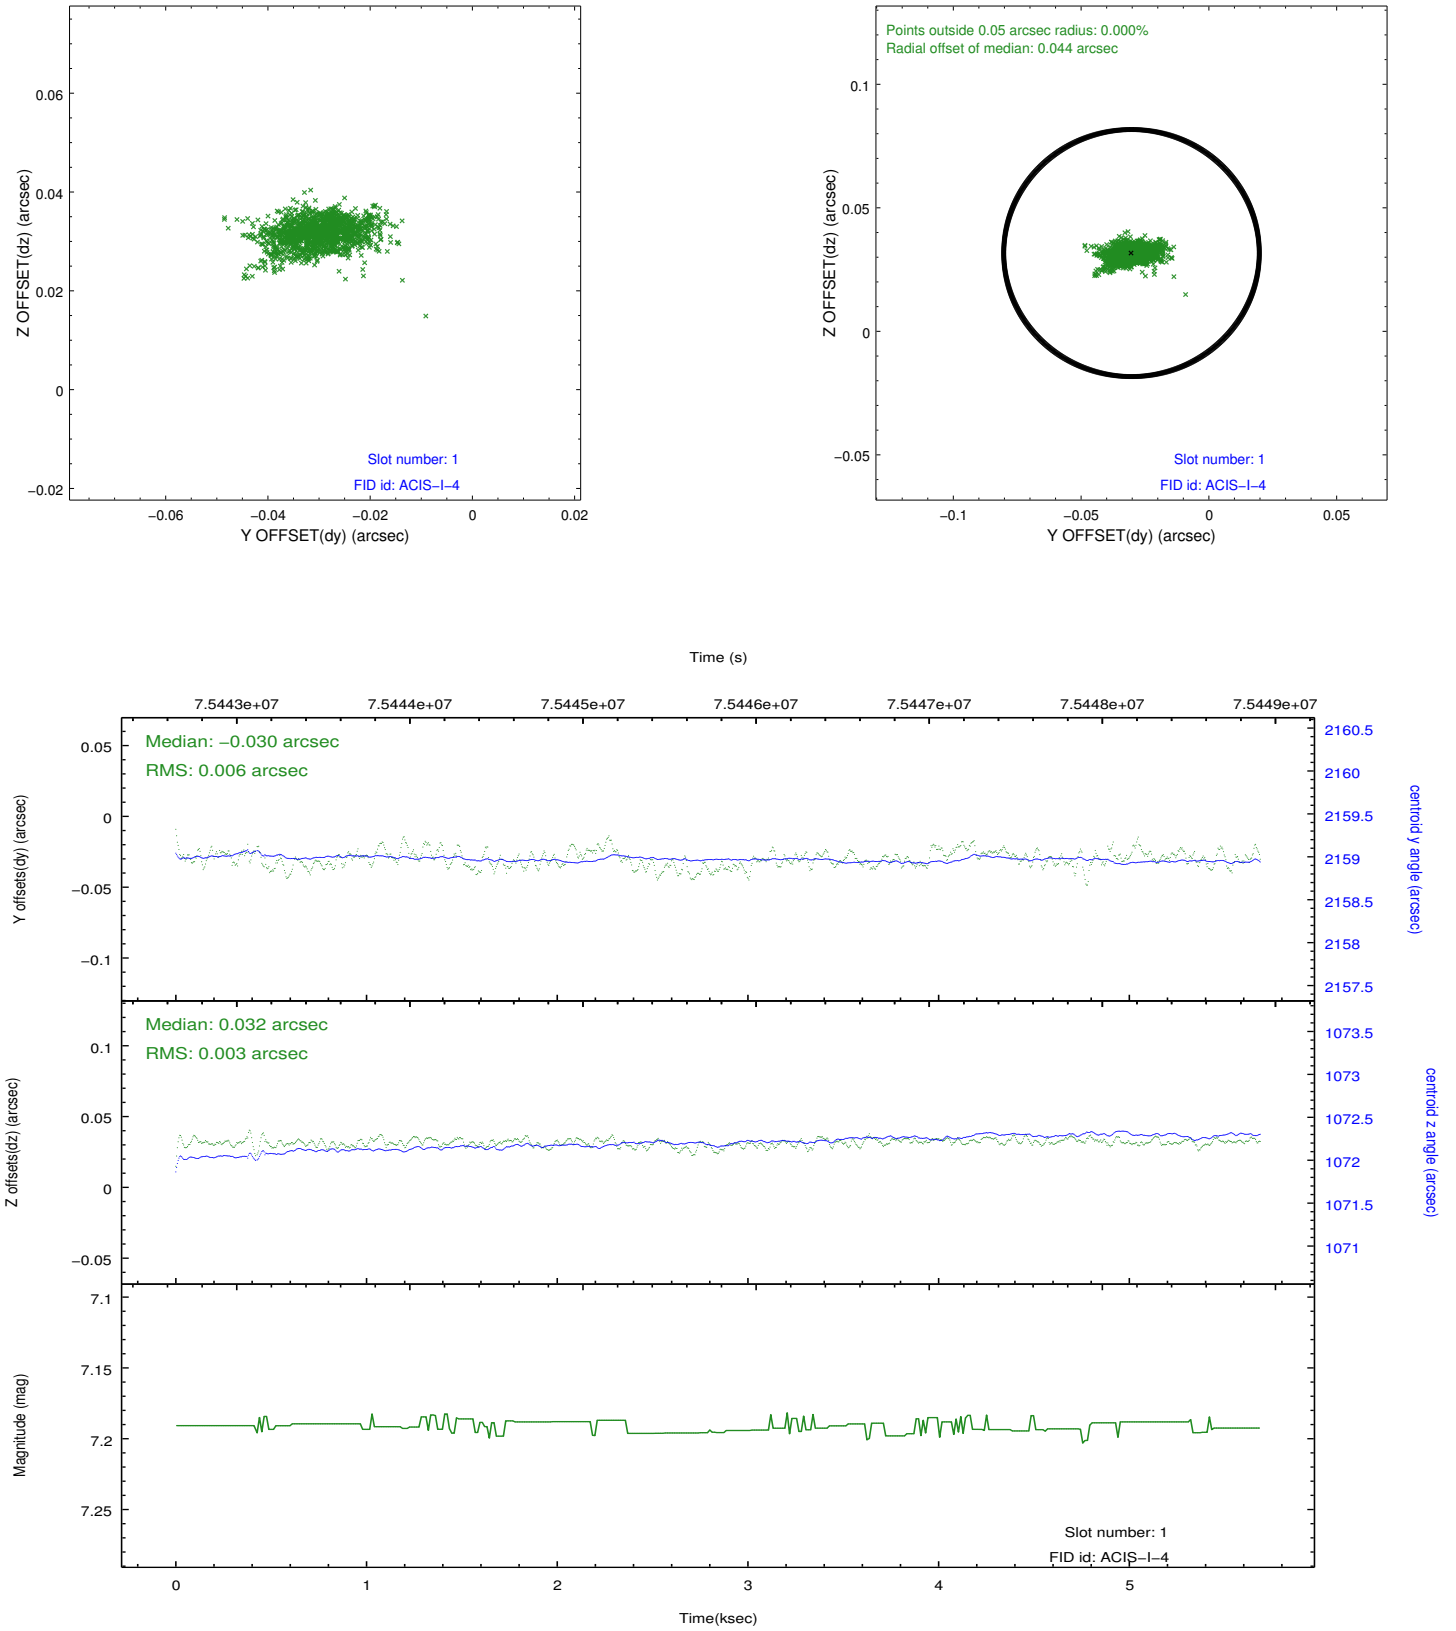 0.06
0.04
0.02
0
−0.02
Z OFFSET(dz) (arcsec)
Slot number: 1
FID id: ACIS−I−4
−0.06
−0.04
−0.02
0
0.02
Y OFFSET(dy) (arcsec)
Points outside 0.05 arcsec radius: 0.000%
Radial offset of median: 0.044 arcsec
0.1
0.05
0
−0.05
Z OFFSET(dz) (arcsec)
Slot number: 1
FID id: ACIS−I−4
−0.1
−0.05
0
0.05
Y OFFSET(dy) (arcsec)
Time (s)
7.5443e+07
7.5444e+07
7.5445e+07
7.5446e+07
7.5447e+07
7.5448e+07
7.5449e+07
Median: −0.030 arcsec
RMS: 0.006 arcsec
0.05
0
−0.05
−0.1
Y offsets(dy) (arcsec)
2160.5
2160
2159.5
2159
2158.5
2158
2157.5
centroid y angle (arcsec)
Median: 0.032 arcsec
RMS: 0.003 arcsec
0.1
0.05
0
−0.05
Z offsets(dz) (arcsec)
1073.5
1073
1072.5
1072
1071.5
1071
centroid z angle (arcsec)
7.1
7.15
7.2
7.25
Magnitude (mag)
Slot number: 1
FID id: ACIS−I−4
0
1
2
3
4
5
Time(ksec)